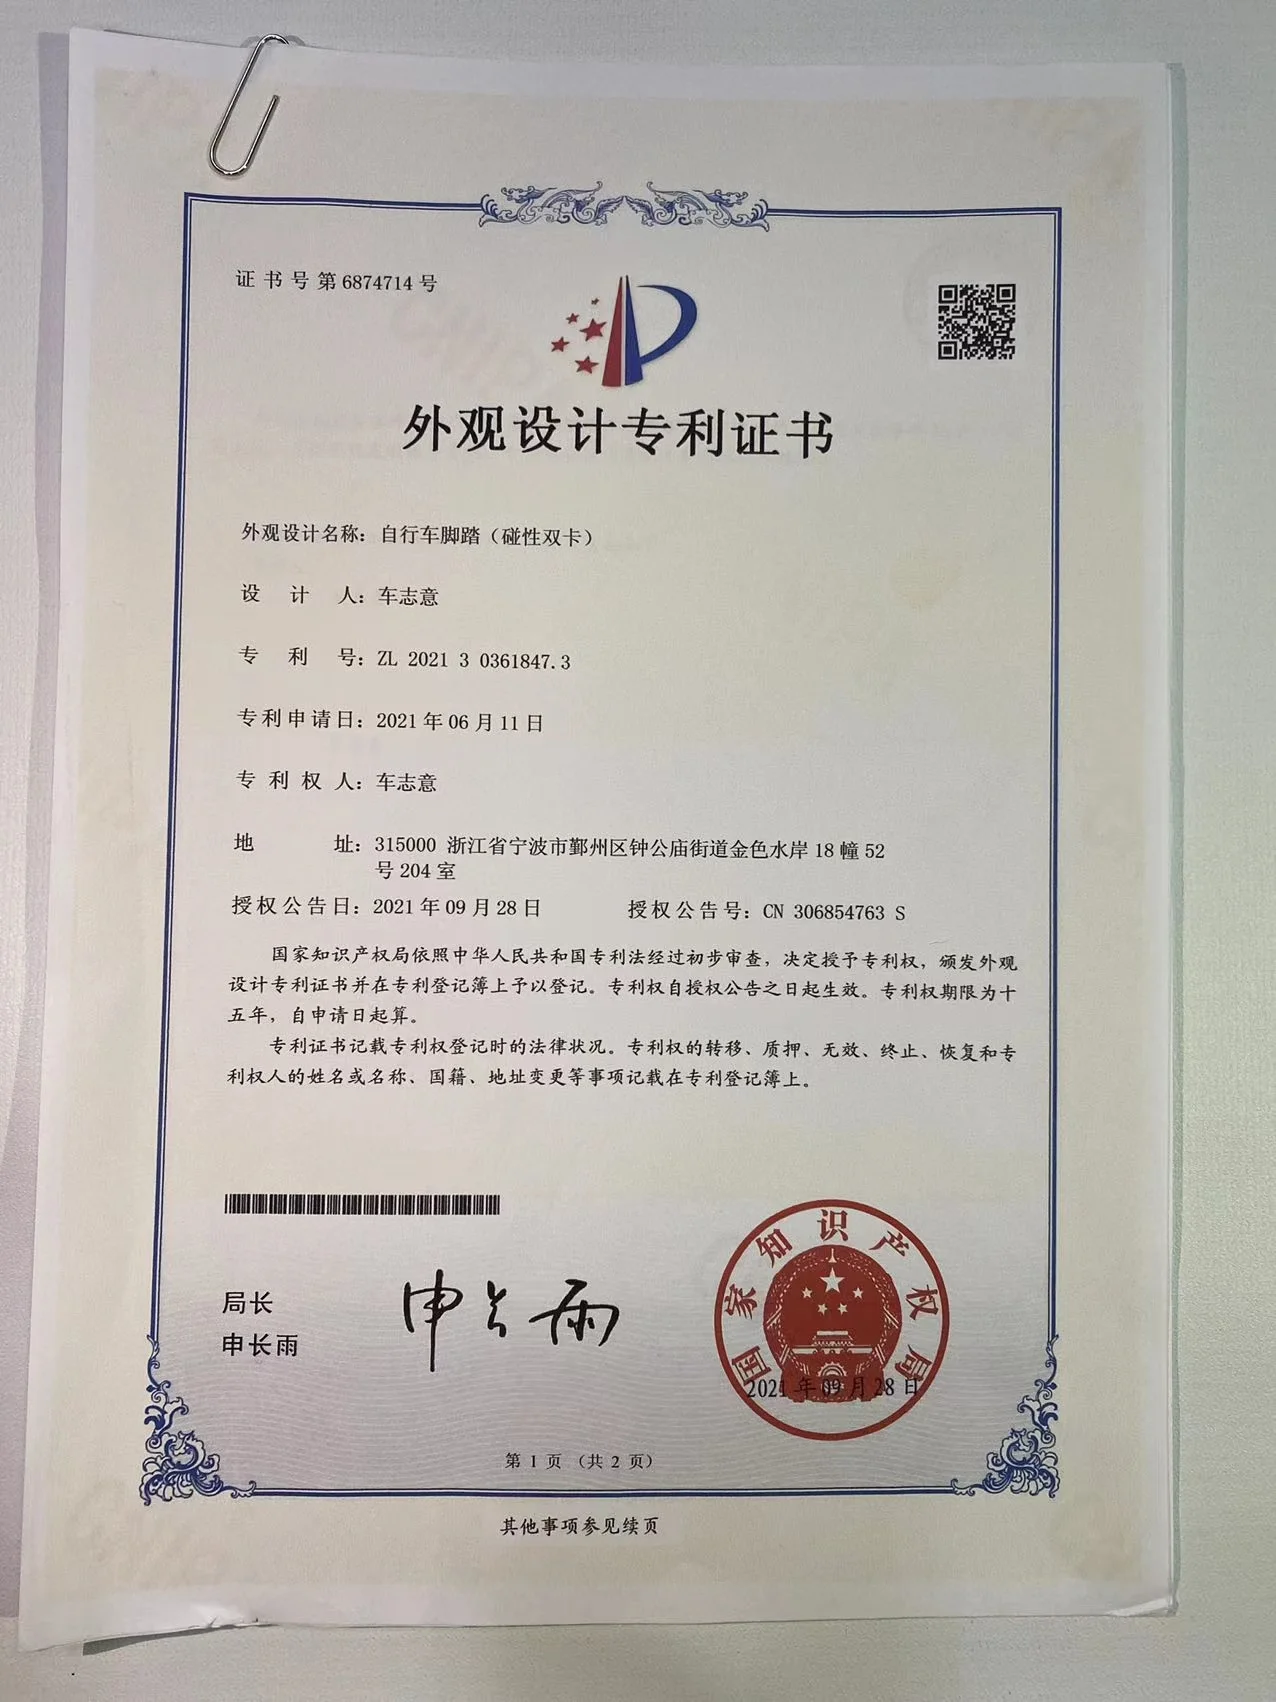 证书号第6874714号
外观设计专利证书
外观设计名称：自行车脚踏（碰性双卡）
设计人：车志意
专利号：ZL 2021 3 0361847.3
专利申请日：2021年06月11日
专利权人：车志意
地址：315000 浙江省宁波市鄞州区钟公庙街道金色水岸18幢52
号204室
授权公告日：2021年09月28日 授权公告号：CN 306854763 S
国家知识产权局依照中华人民共和国专利法经过初步审查，决定授予专利权，颁发外观
设计专利证书并在专利登记簿上予以登记。专利权自授权公告之日起生效。专利权期限为十
五年，自申请日起算。
专利证书记载专利权登记时的法律状况。专利权的转移、质押、无效、终止、恢复和专
利权人的姓名或名称、国籍、地址变更等事项记载在专利登记簿上。
局长
申长雨
申长雨
国家知识产权局
2021年09月28日
第1页（共2页）
其他事项参见续页